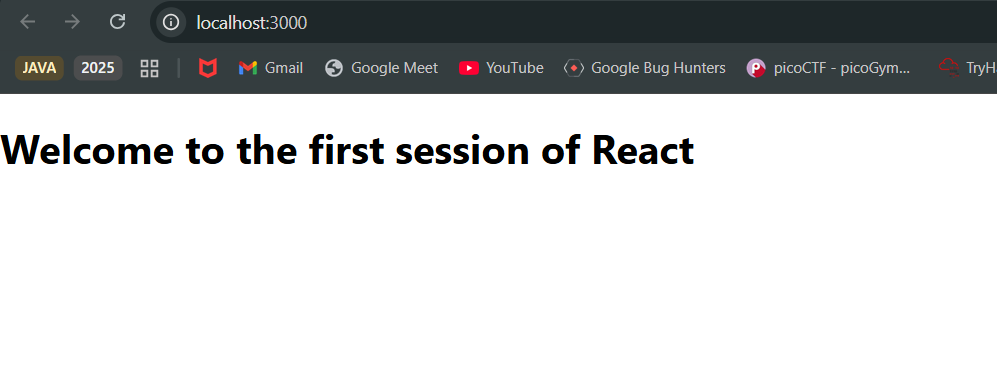 localhost:3000
JAVA 2025 Gmail Google Meet YouTube Google Bug Hunters picoCTF - picoGym... TryH
Welcome to the first session of React